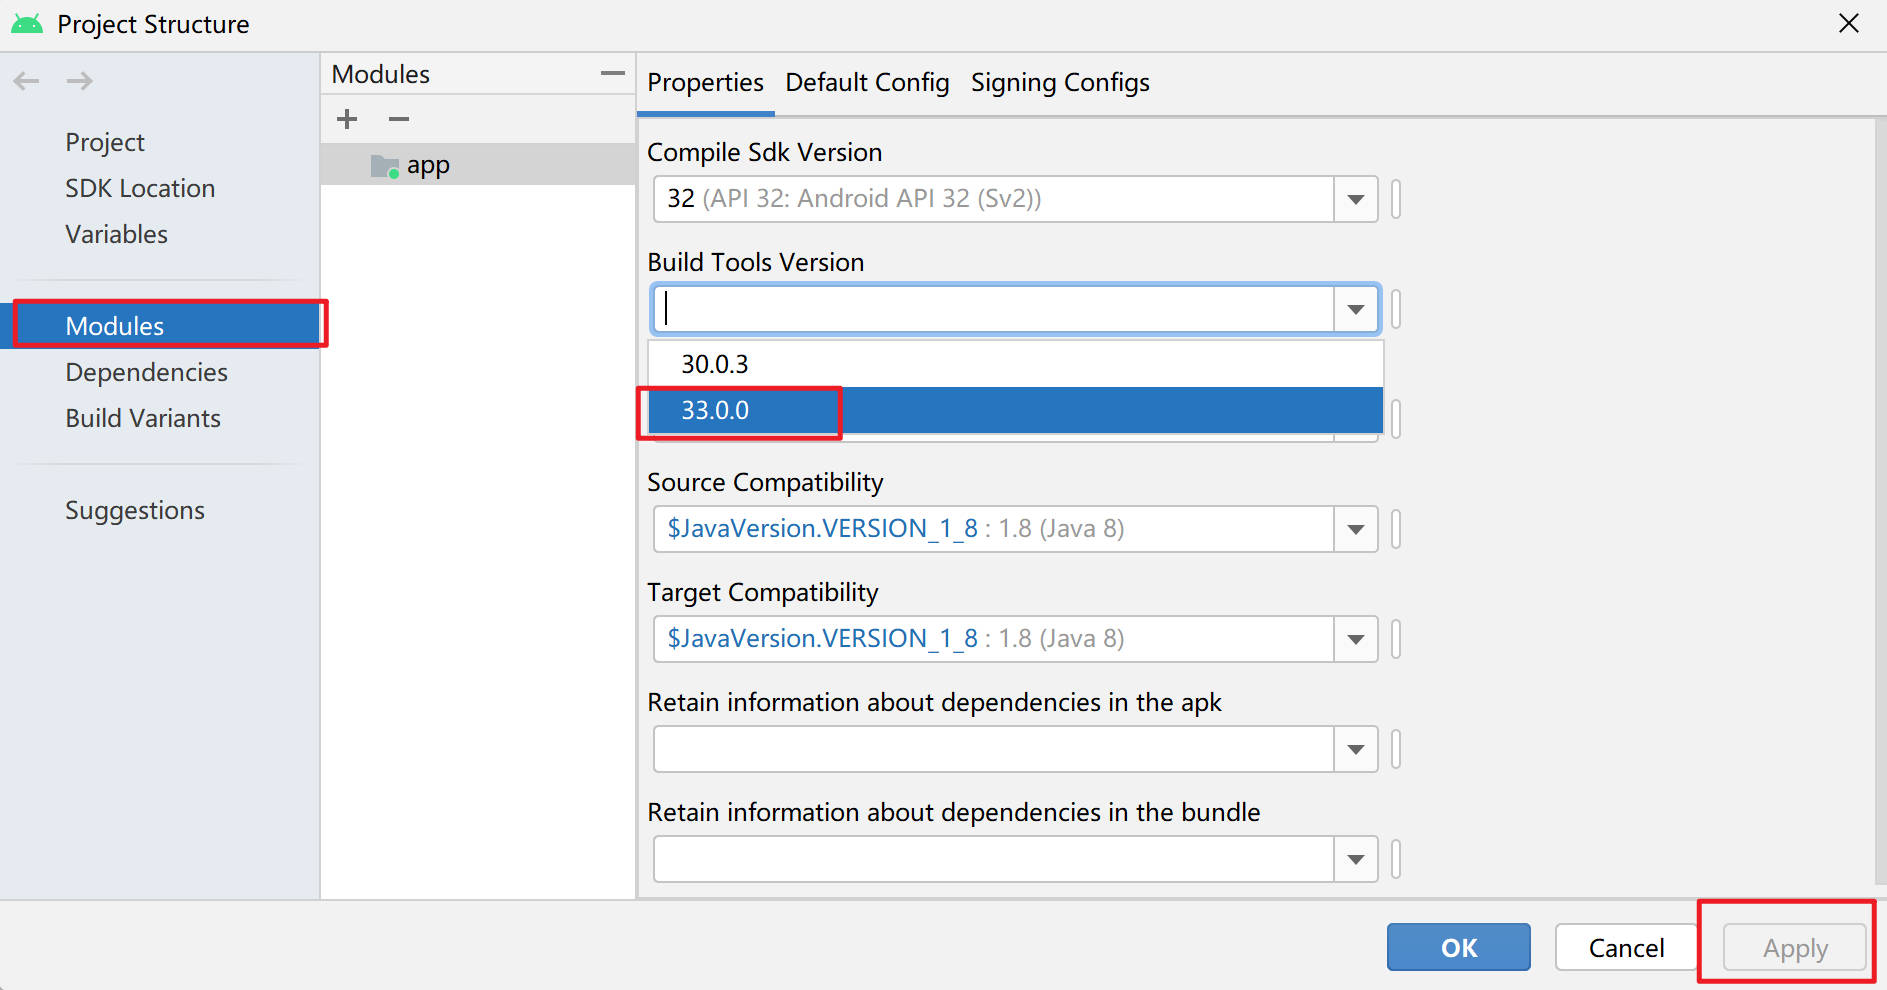 Project Structure
Project
SDK Location
Variables
Modules
Dependencies
Build Variants
Suggestions
Modules
app
Properties Default Config Signing Configs
Compile Sdk Version
32 (API 32: Android API 32 (Sv2))
Build Tools Version
30.0.3
33.0.0
Source Compatibility
$JavaVersion.VERSION_1_8 : 1.8 (Java 8)
Target Compatibility
$JavaVersion.VERSION_1_8 : 1.8 (Java 8)
Retain information about dependencies in the apk
Retain information about dependencies in the bundle
OK Cancel Apply